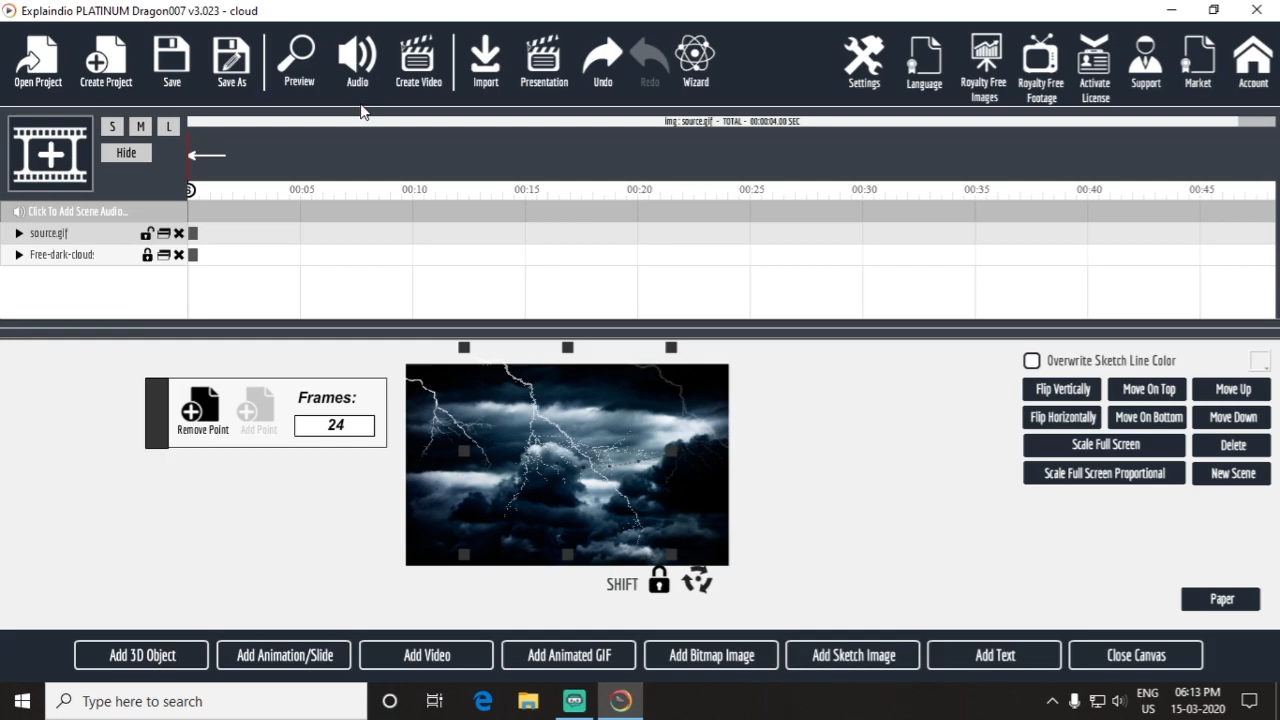 Explaindio PLATINUM Dragon007 v3.023 - cloud
Open Project
Create Project
Save
Save As
Preview
Audio
Create Video
Import
Presentation
Undo
Redo
Wizard
Settings
Language
Royalty Free Images
Royalty Free Footage
Activate License
Support
Market
Account
S M L
Hide
img : source.gif - TOTAL - 00:00:04.00 SEC
00:05 00:10 00:15 00:20 00:25 00:30 00:35 00:40 00:45
Click To Add Scene Audio...
source.gif
Free-dark-clouds
Remove Point
Add Point
Frames:
24
SHIFT
Overwrite Sketch Line Color
Flip Vertically Move On Top Move Up
Flip Horizontally Move On Bottom Move Down
Scale Full Screen Delete
Scale Full Screen Proportional New Scene
Paper
Add 3D Object Add Animation/Slide Add Video Add Animated GIF Add Bitmap Image Add Sketch Image Add Text Close Canvas
Type here to search
ENG
US
06:13 PM
15-03-2020